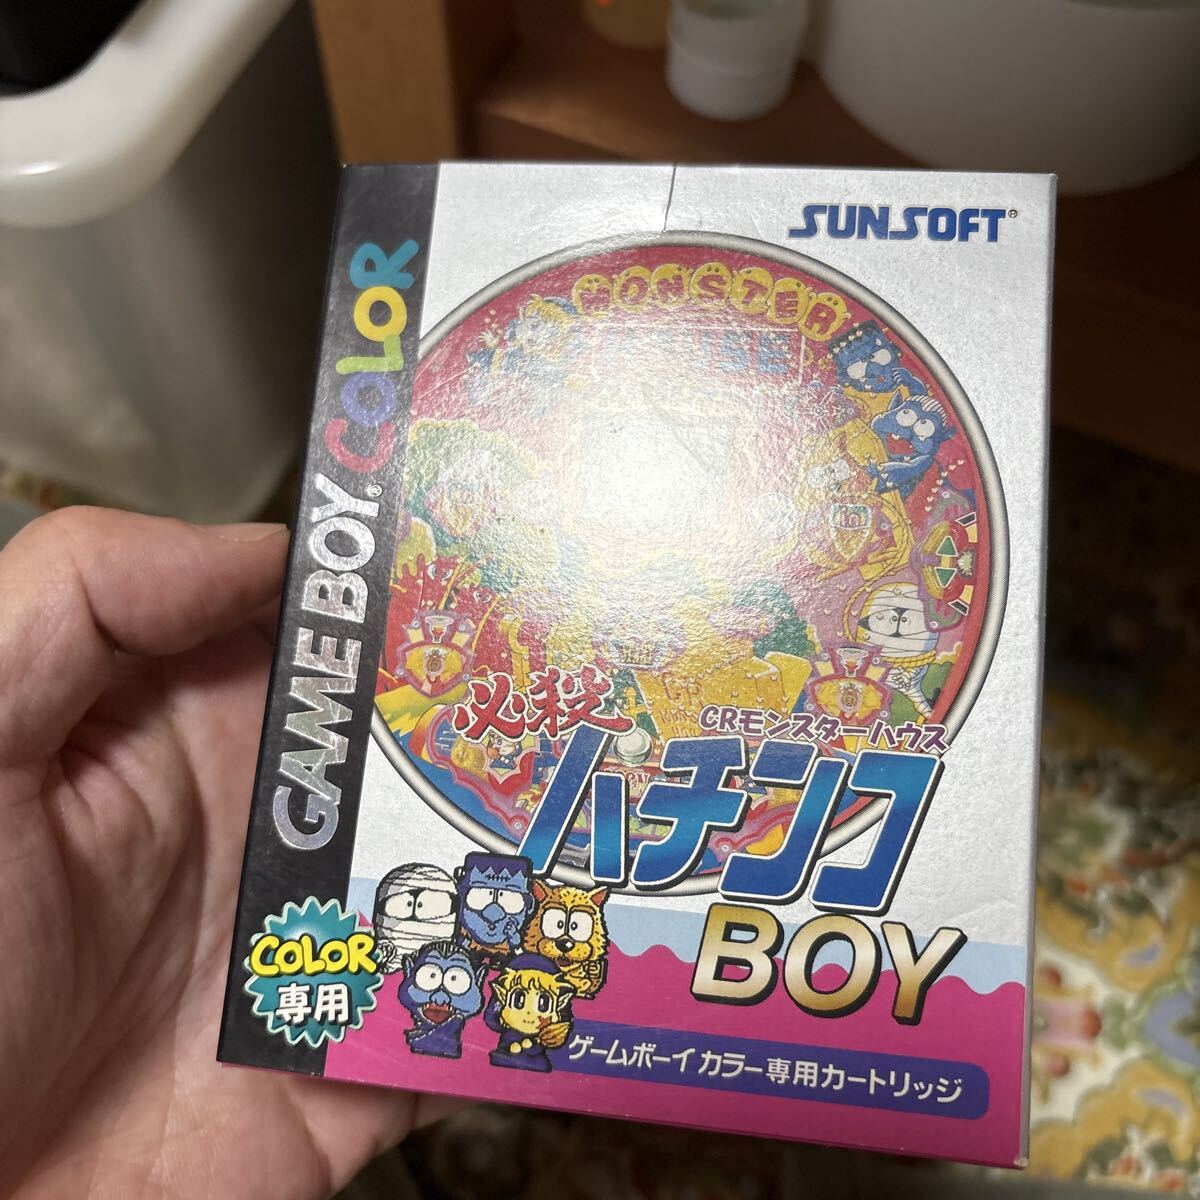 SUNSOFT®
GAME BOY® COLOR
MONSTER
HOUSE
必殺
CRモンスターハウス
パチンコ
BOY
COLOR
専用
ゲームボーイ カラー専用カートリッジ